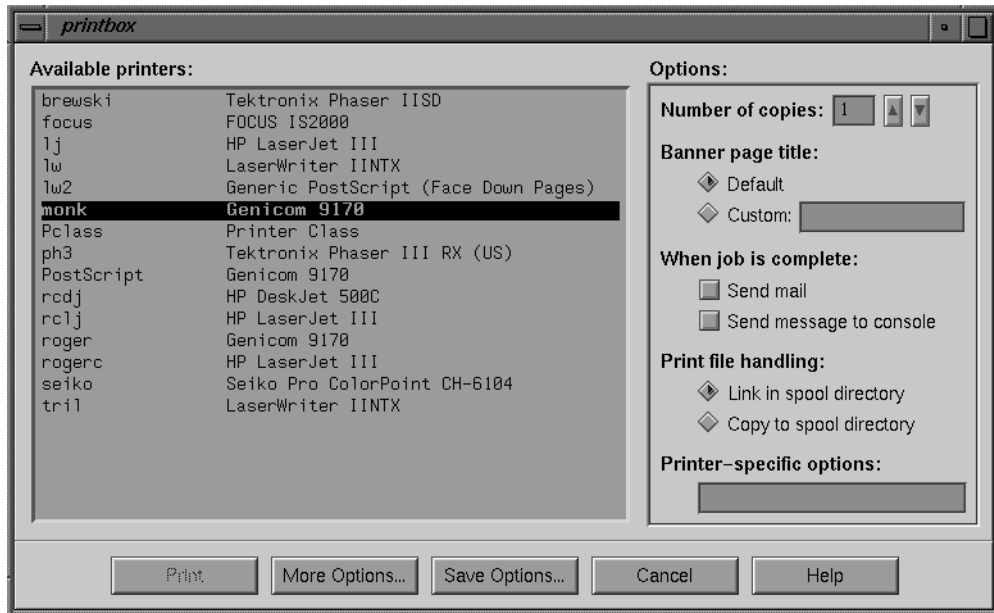 printbox
Available printers:
brewski Tektronix Phaser IISD
focus FOCUS IS2000
lj HP LaserJet III
lw LaserWriter IINTX
lw2 Generic PostScript (Face Down Pages)
monk Genicom 9170
Pclass Printer Class
ph3 Tektronix Phaser III RX (US)
PostScript Genicom 9170
rcdj HP DeskJet 500C
rclj HP LaserJet III
roger Genicom 9170
rogerc HP LaserJet III
seiko Seiko Pro ColorPoint CH-6104
tril LaserWriter IINTX
Options:
Number of copies: 1
Banner page title:
Default
Custom:
When job is complete:
Send mail
Send message to console
Print file handling:
Link in spool directory
Copy to spool directory
Printer-specific options:
Print More Options... Save Options... Cancel Help